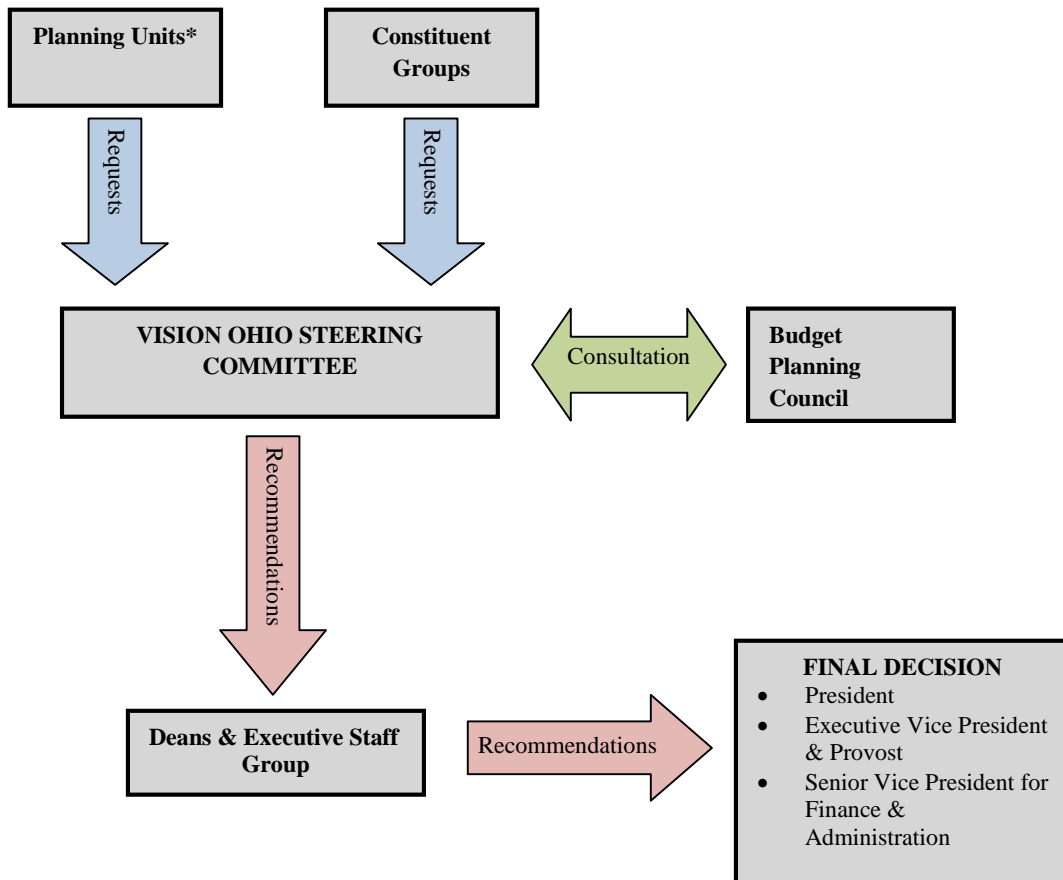 Planning Units*
Constituent
Groups
Requests
Requests
VISION OHIO STEERING
COMMITTEE
Consultation
Budget
Planning
Council
Recommendations
Deans & Executive Staff
Group
Recommendations
FINAL DECISION
• President
• Executive Vice President
& Provost
• Senior Vice President for
Finance &
Administration